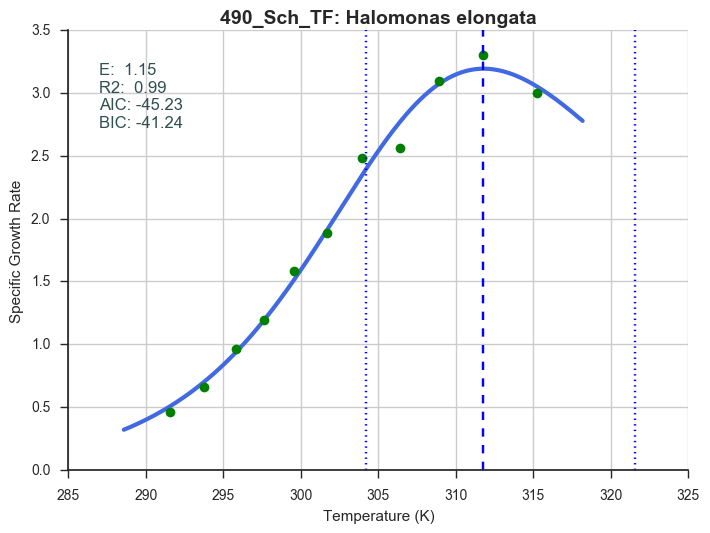 490_Sch_TF: Halomonas elongata
E:  1.15
R2:  0.99
AIC: -45.23
BIC: -41.24
Specific Growth Rate
3.5
3.0
2.5
2.0
1.5
1.0
0.5
0.0
285 290 295 300 305 310 315 320 325
Temperature (K)